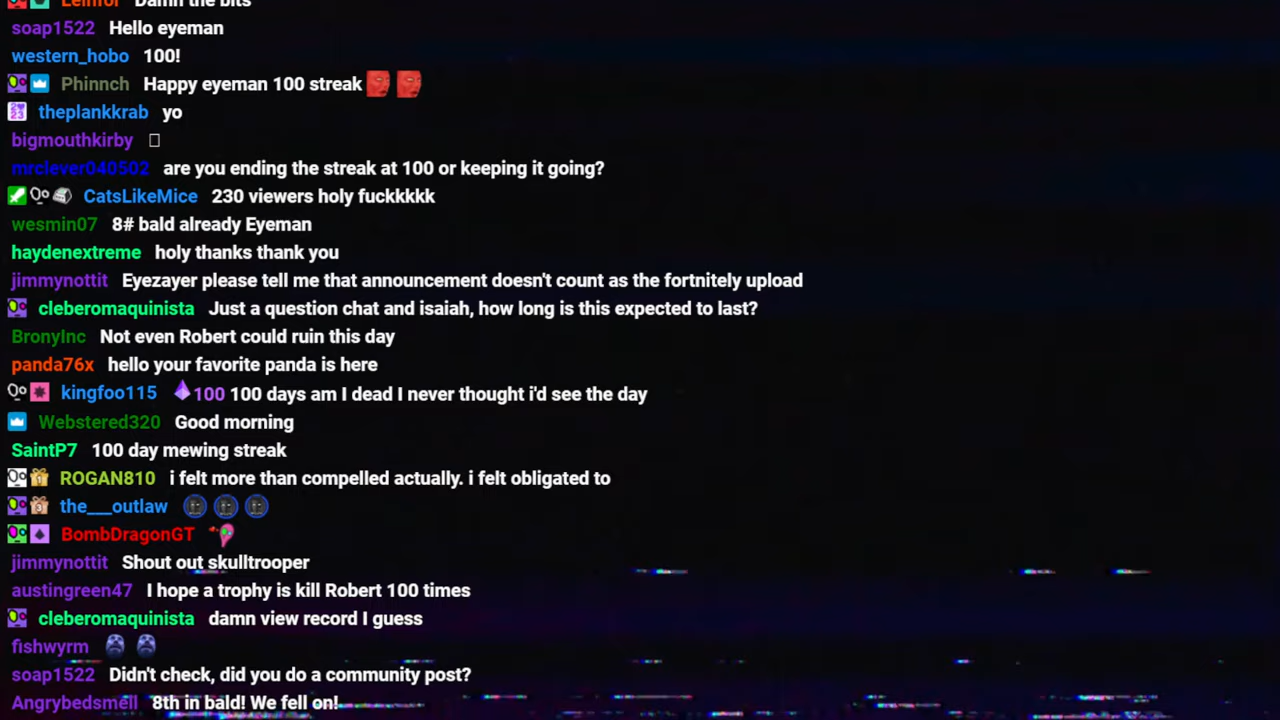 Leinfor Damn the bits
soap1522 Hello eyeman
western_hobo 100!
Phinnch Happy eyeman 100 streak
theplankkrab yo
bigmouthkirby
mrclever040502 are you ending the streak at 100 or keeping it going?
CatsLikeMice 230 viewers holy fuckkkkk
wesmin07 8# bald already Eyeman
haydenextreme holy thanks thank you
jimmynottit Eyezayer please tell me that announcement doesn't count as the fortnitely upload
cleberomaquinista Just a question chat and isaiah, how long is this expected to last?
BronyInc Not even Robert could ruin this day
panda76x hello your favorite panda is here
kingfoo115 100 100 days am I dead I never thought i'd see the day
Webstered320 Good morning
SaintP7 100 day mewing streak
ROGAN810 i felt more than compelled actually. i felt obligated to
the___outlaw
BombDragonGT
jimmynottit Shout out skulltrooper
austingreen47 I hope a trophy is kill Robert 100 times
cleberomaquinista damn view record I guess
fishwyrm
soap1522 Didn't check, did you do a community post?
Angrybedsmell 8th in bald! We fell on!